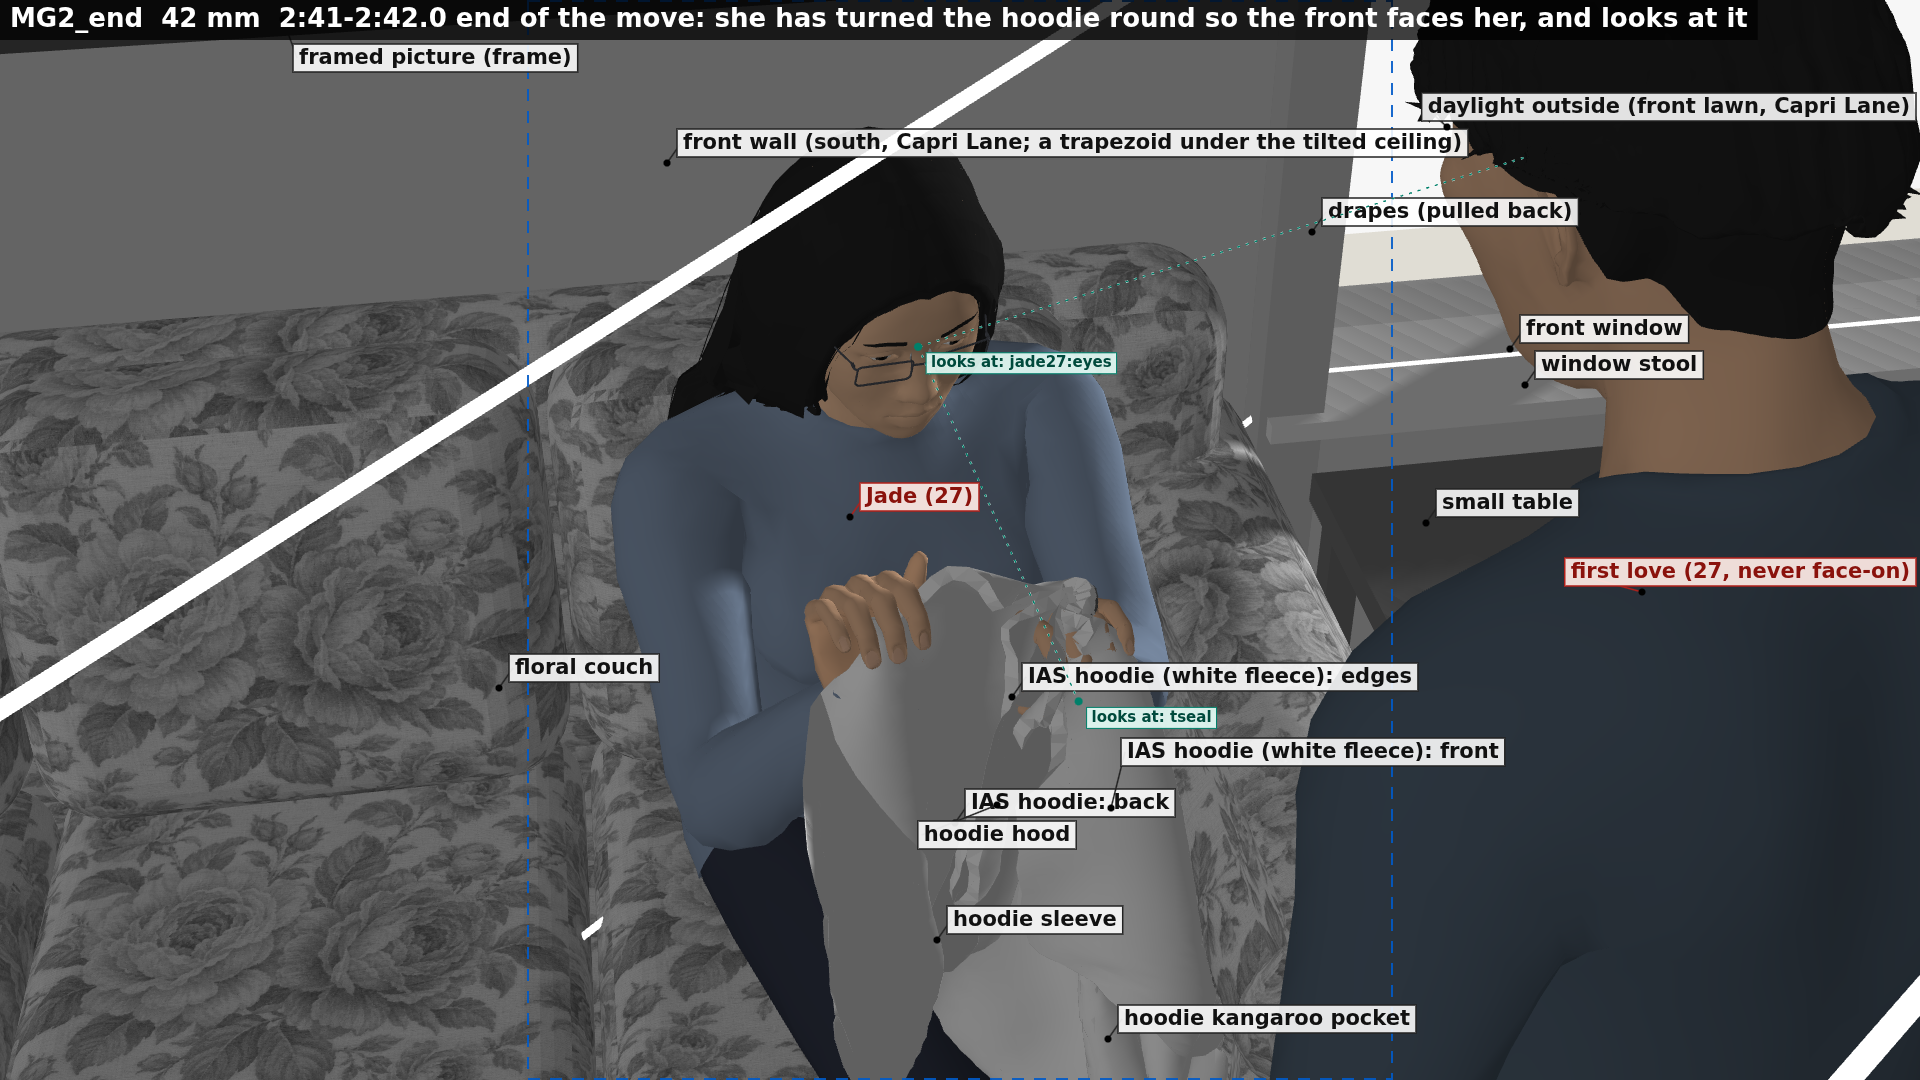 MG2_end 42 mm 2:41-2:42.0 end of the move: she has turned the hoodie round so the front faces her, and looks at it
framed picture (frame)
daylight outside (front lawn, Capri Lane)
front wall (south, Capri Lane; a trapezoid under the tilted ceiling)
drapes (pulled back)
front window
looks at: jade27:eyes
window stool
Jade (27)
small table
first love (27, never face-on)
floral couch
IAS hoodie (white fleece): edges
looks at: tseal
IAS hoodie (white fleece): front
IAS hoodie: back
hoodie hood
hoodie sleeve
hoodie kangaroo pocket